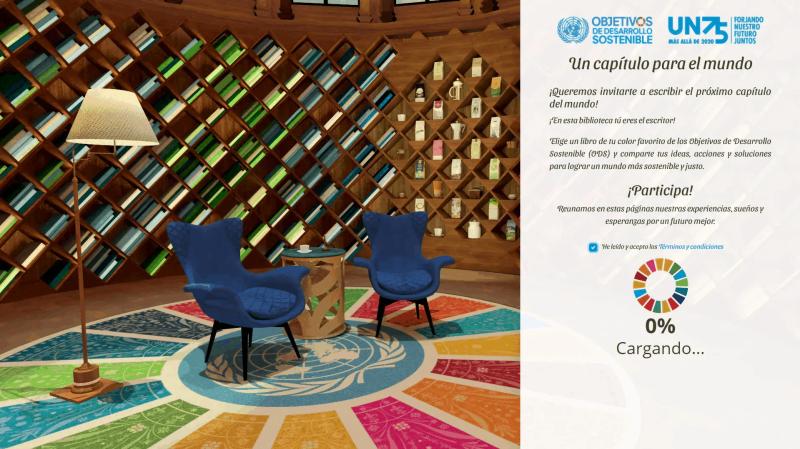 OBJETIVOS
DE DESARROLLO
SOSTENIBLE
UN75
MÁS ALLÁ DE 2020
FORJANDO
NUESTRO
FUTURO
JUNTOS
Un capítulo para el mundo
¡Queremos invitarte a escribir el próximo capítulo
del mundo!
¡En esta biblioteca tú eres el escritor!
Elige un libro de tu color favorito de los Objetivos de Desarrollo
Sostenible (ODS) y comparte tus ideas, acciones y soluciones
para lograr un mundo más sostenible y justo.
¡Participa!
Reunamos en estas páginas nuestras experiencias, sueños y
esperanzas por un futuro mejor.
He leído y acepto los Términos y condiciones
0%
Cargando...